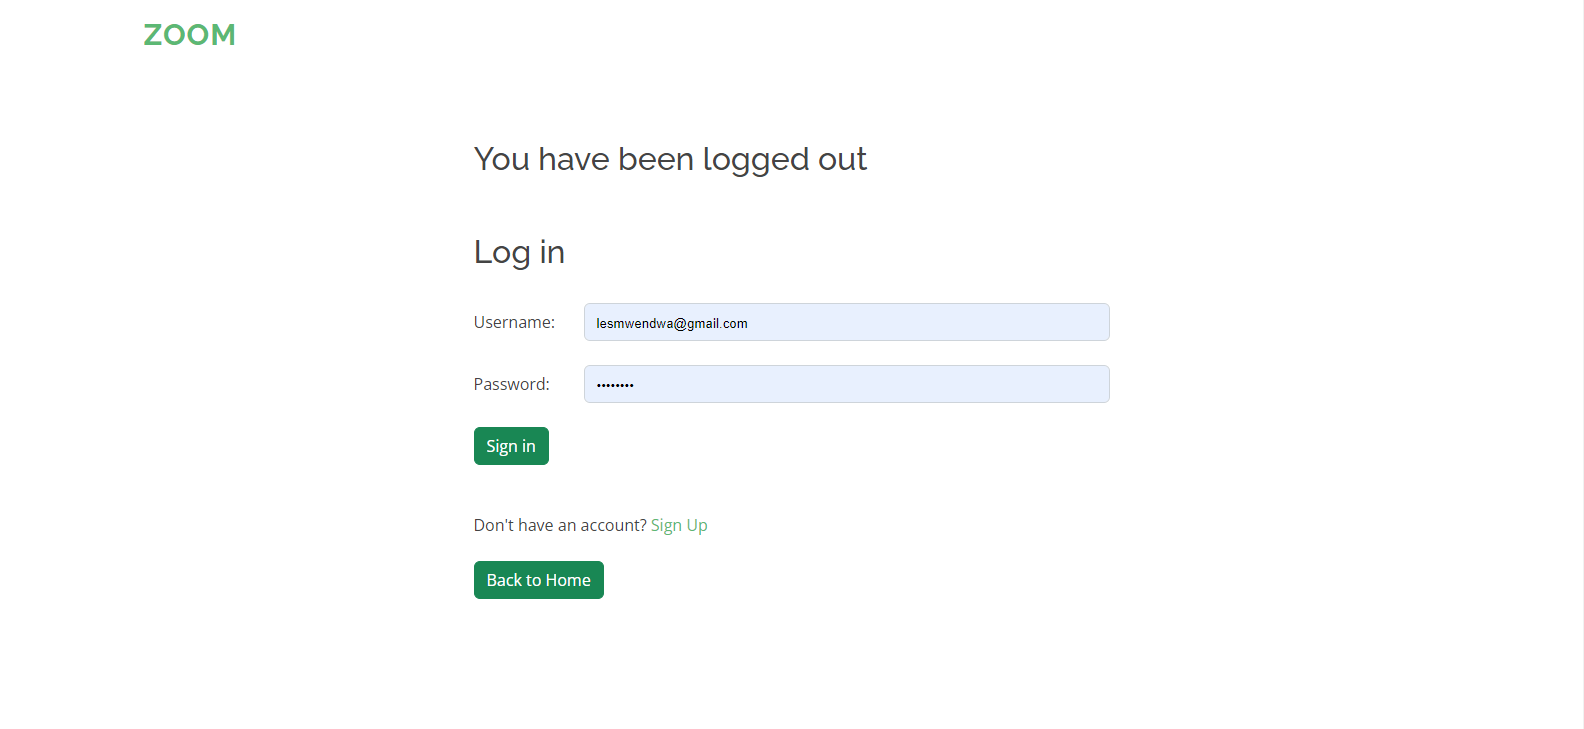 ZOOM
You have been logged out
Log in
Username: lesmwendwa@gmail.com
Password: ••••••••
Sign in
Don't have an account? Sign Up
Back to Home